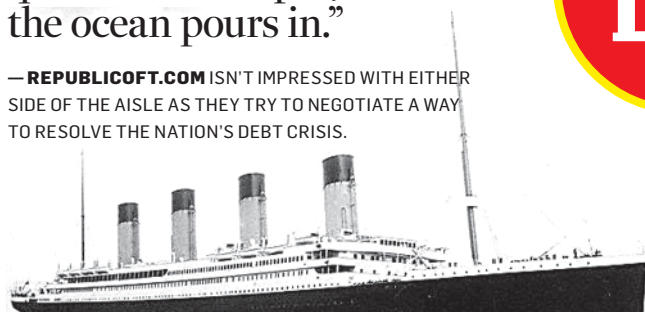 the ocean pours in.”
— REPUBLICOFT.COM ISN’T IMPRESSED WITH EITHER
SIDE OF THE AISLE AS THEY TRY TO NEGOTIATE A WAY
TO RESOLVE THE NATION’S DEBT CRISIS.